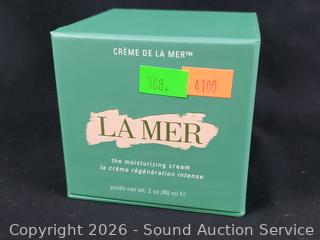 CRÈME DE LA MER™
368.
4100
LA MER
the moisturizing cream
la crème régénération intense
poids net wt. 2 oz/60 ml ℮
Copyright 2026 - Sound Auction Service